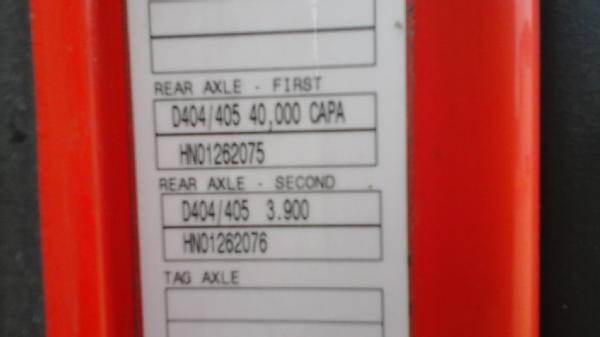 REAR AXLE - FIRST
D404/405 40,000 CAPA
HN01262075
REAR AXLE - SECOND
D404/405 3.900
HN01262076
TAG AXLE